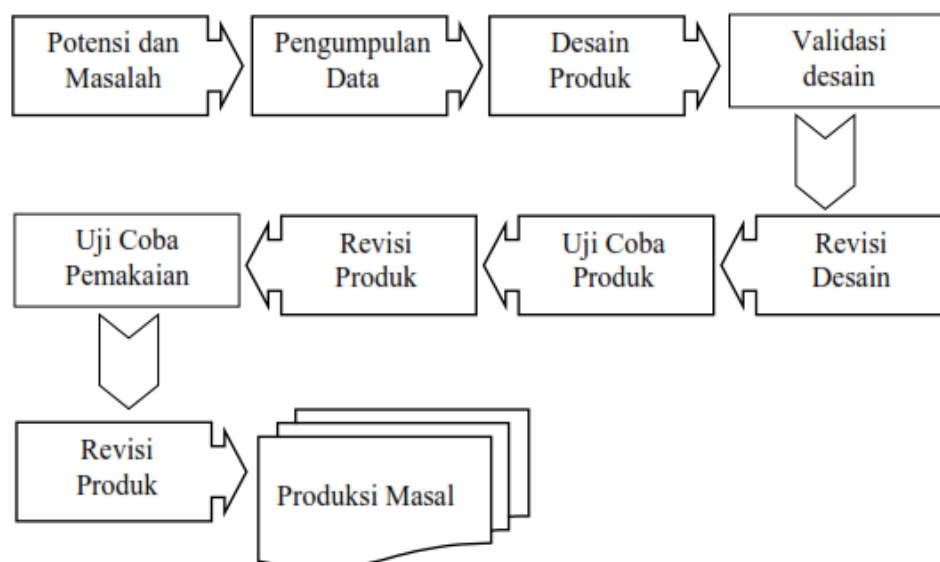 Potensi dan
Masalah
Pengumpulan
Data
Desain
Produk
Validasi
desain
Revisi
Desain
Uji Coba
Produk
Revisi
Produk
Uji Coba
Pemakaian
Revisi
Produk
Produksi Masal